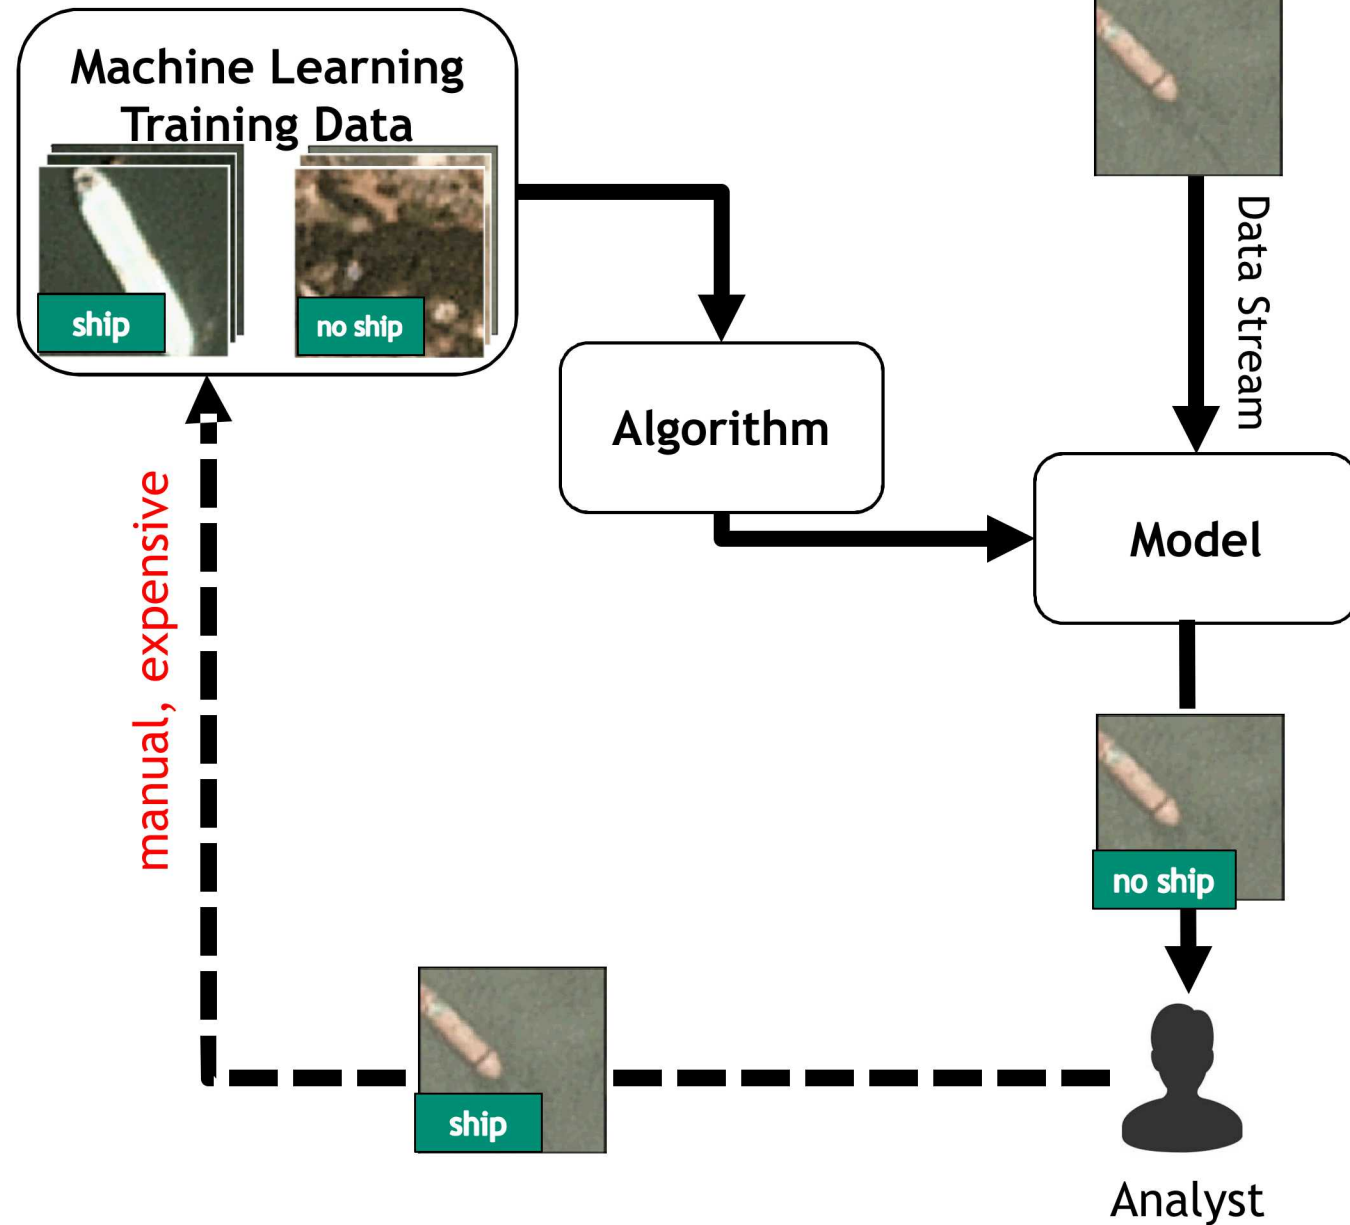 Machine Learning
Training Data
ship
no ship
Data Stream
Algorithm
Model
manual, expensive
no ship
ship
Analyst